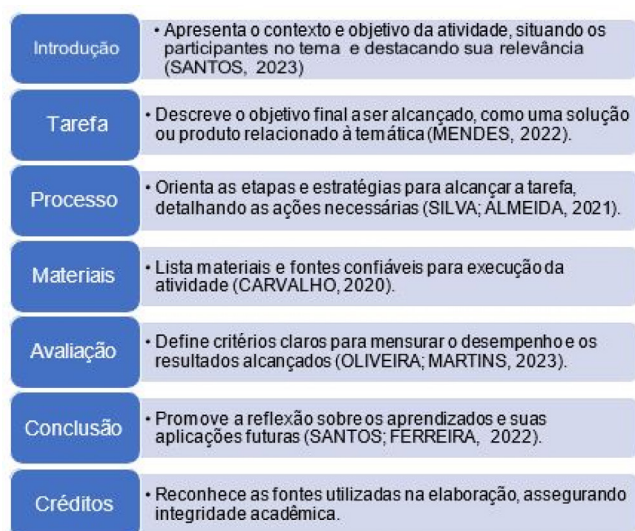 Introdução
• Apresenta o contexto e objetivo da atividade, situando os
participantes no tema e destacando sua relevância
(SANTOS, 2023)
Tarefa
• Descreve o objetivo final a ser alcançado, como uma solução
ou produto relacionado à temática (MENDES, 2022).
Processo
• Orienta as etapas e estratégias para alcançar a tarefa,
detalhando as ações necessárias (SILVA; ALMEIDA, 2021).
Materiais
• Lista materiais e fontes confiáveis para execução da
atividade (CARVALHO, 2020).
Avaliação
• Define critérios claros para mensurar o desempenho e os
resultados alcançados (OLIVEIRA; MARTINS, 2023).
Conclusão
• Promove a reflexão sobre os aprendizados e suas
aplicações futuras (SANTOS; FERREIRA, 2022).
Créditos
• Reconhece as fontes utilizadas na elaboração, assegurando
integridade acadêmica.